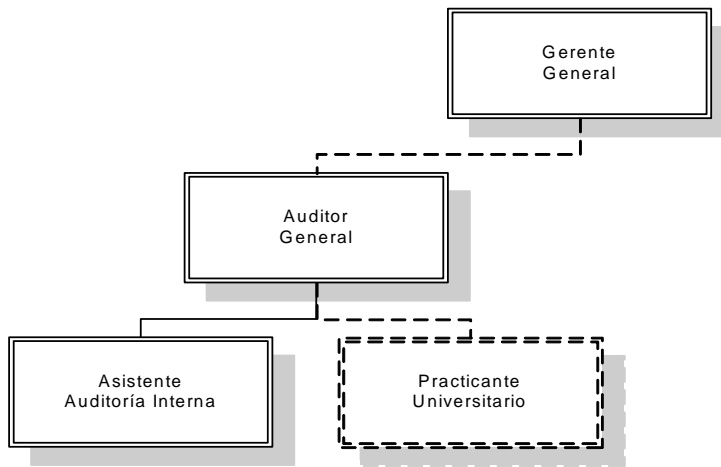 Gerente
General
Auditor
General
Asistente
Auditoría Interna
Practicante
Universitario